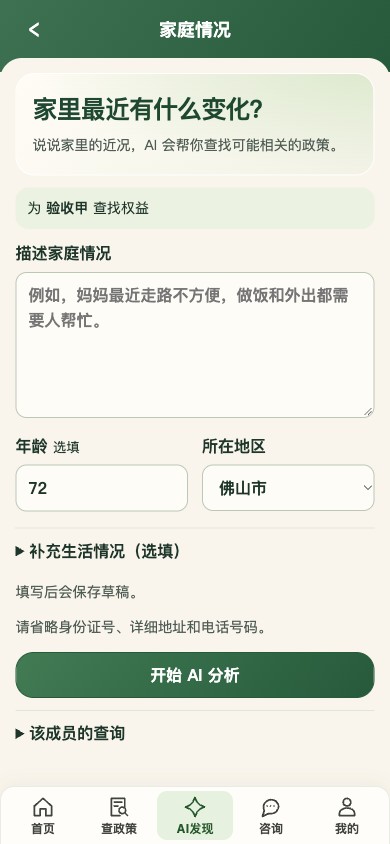 家庭情况
家里最近有什么变化?
说说家里的近况，AI 会帮你查找可能相关的政策。
为 验收甲 查找权益
描述家庭情况
例如，妈妈最近走路不方便，做饭和外出都需
要人帮忙。
年龄 选填
所在地区
72
佛山市
补充生活情况（选填）
填写后会保存草稿。
请省略身份证号、详细地址和电话号码。
开始 AI 分析
该成员的查询
首页
查政策
AI发现
咨询
我的